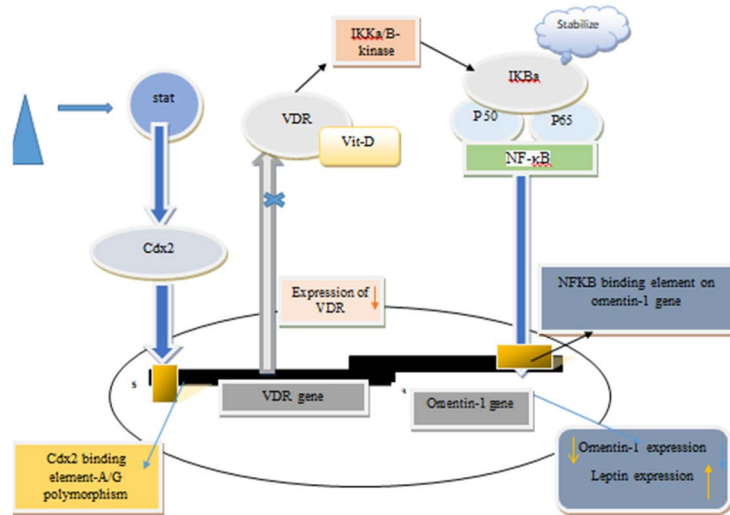 Stabilize
IKKa/B-
kinase
IKBa
stat
VDR
P50
P65
Vit-D
NF-κB
Cdx2
Expression of
VDR
NFKB binding element on
omentin-1 gene
s
VDR gene
Omentin-1 gene
Cdx2 binding
element-A/G
polymorphism
Omentin-1 expression
Leptin expression